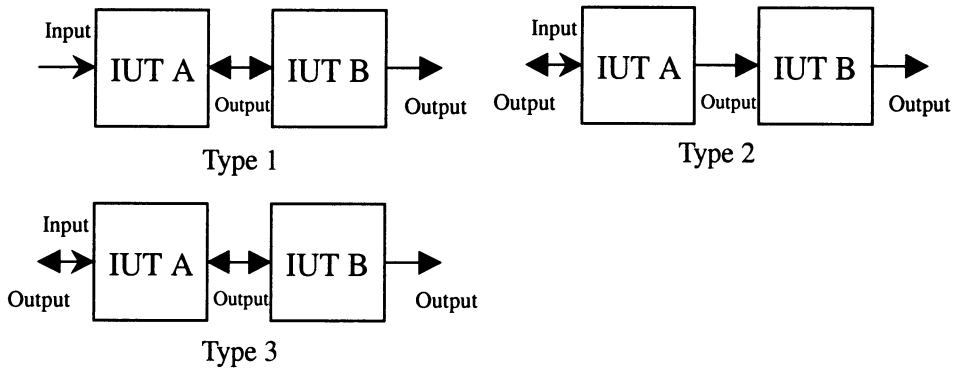 Input
IUT A
Output
IUT B
Output
Type 1
Input
Output
IUT A
Output
IUT B
Output
Type 2
Input
Output
IUT A
Output
IUT B
Output
Type 3